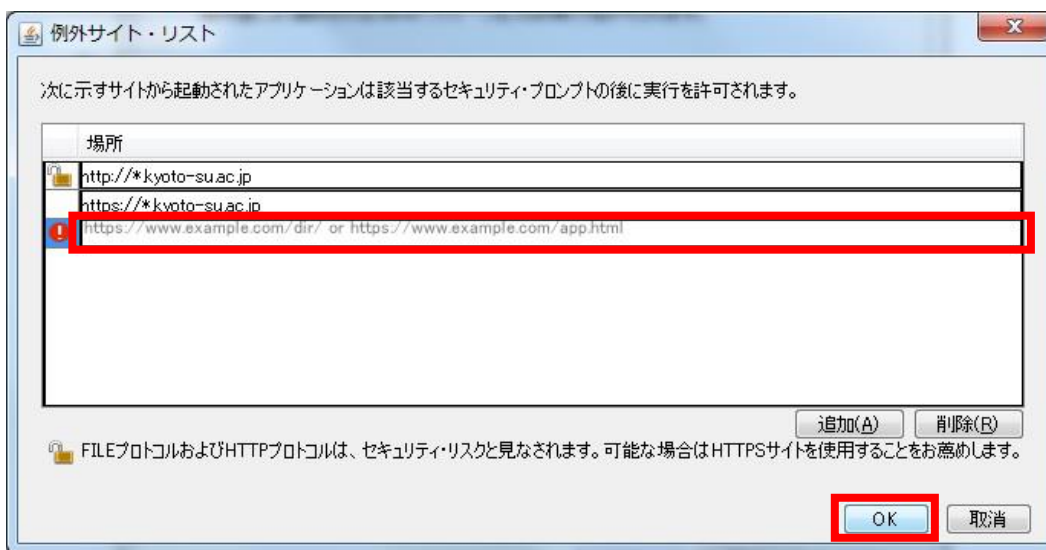 例外サイト・リスト
次に示すサイトから起動されたアプリケーションは該当するセキュリティ・プロンプトの後に実行を許可されます。
場所
http://*.kyoto-su.ac.jp
https://*.kyoto-su.ac.jp
https://www.example.com/dir/ or https://www.example.com/app.html
追加(A) 削除(R)
FILEプロトコルおよびHTTPプロトコルは、セキュリティ・リスクと見なされます。可能な場合はHTTPSサイトを使用することをお薦めします。
OK 取消